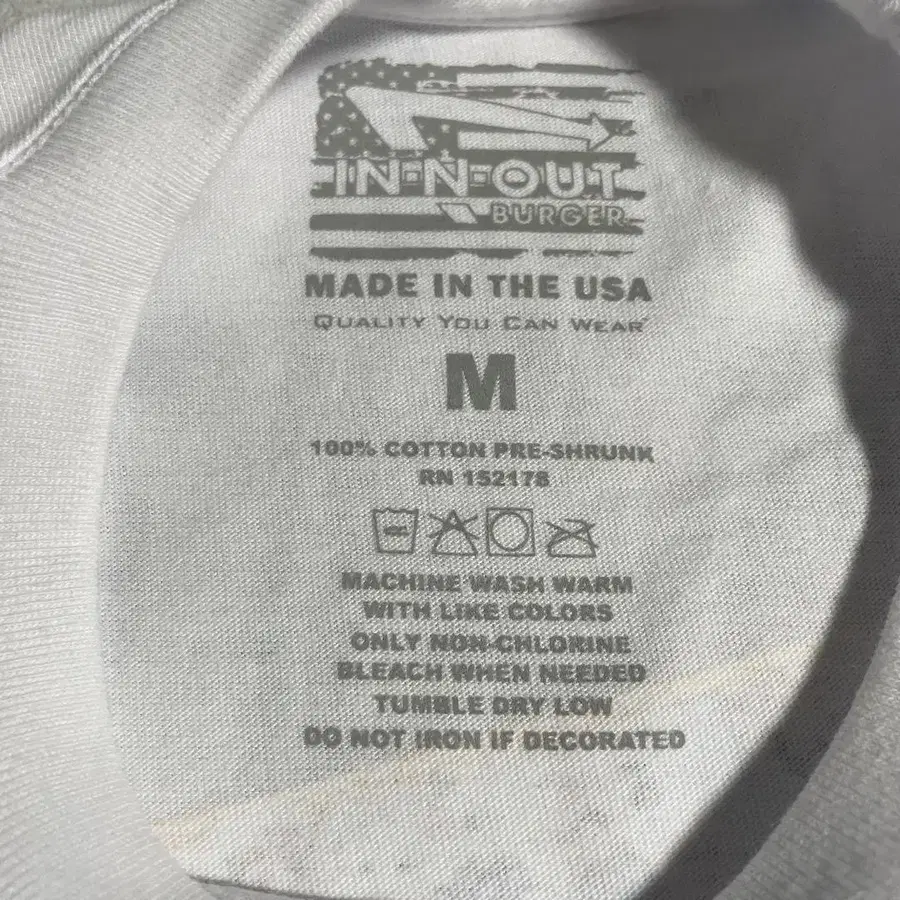 IN-N-OUT
BURGER
MADE IN THE USA
QUALITY YOU CAN WEAR™
M
100% COTTON PRE-SHRUNK
RN 152178
MACHINE WASH WARM
WITH LIKE COLORS
ONLY NON-CHLORINE
BLEACH WHEN NEEDED
TUMBLE DRY LOW
DO NOT IRON IF DECORATED